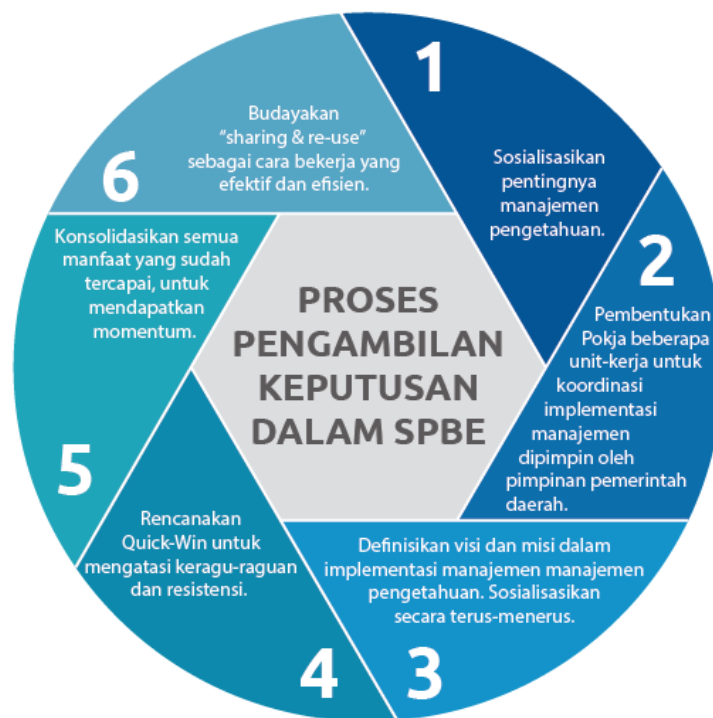 PROSES
PENGAMBILAN
KEPUTUSAN
DALAM SPBE
1
Sosialisasikan
pentingnya
manajemen
pengetahuan.
2
Pembentukan
Pokja beberapa
unit-kerja untuk
koordinasi
implementasi
manajemen
dipimpin oleh
pimpinan pemerintah
daerah.
3
Definisikan visi dan misi dalam
implementasi manajemen manajemen
pengetahuan. Sosialisasikan
secara terus-menerus.
4
Rencanakan
Quick-Win untuk
mengatasi keragu-raguan
dan resistensi.
5
Konsolidasikan semua
manfaat yang sudah
tercapai, untuk
mendapatkan
momentum.
6
Budayakan
“sharing & re-use”
sebagai cara bekerja yang
efektif dan efisien.